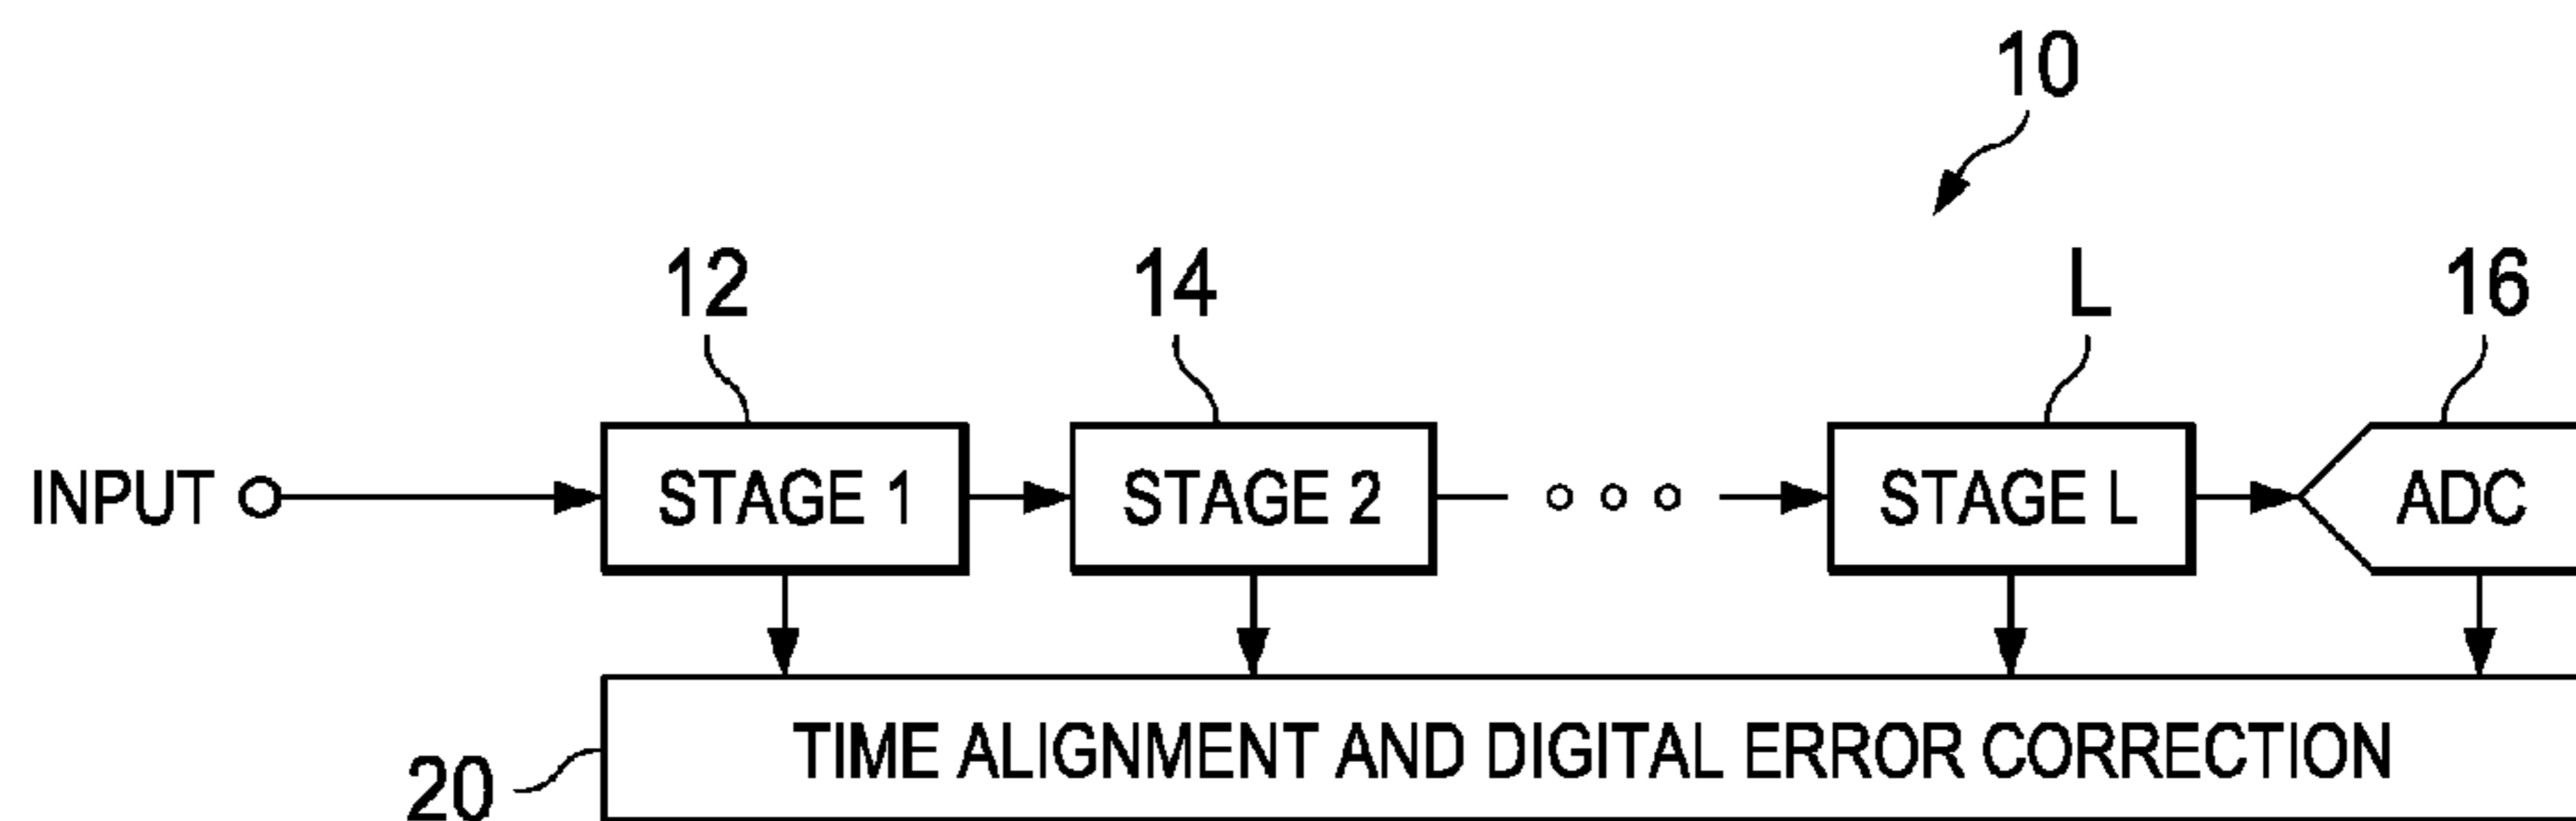 10
12
14
L
16
INPUT
STAGE 1
STAGE 2
STAGE L
ADC
20
TIME ALIGNMENT AND DIGITAL ERROR CORRECTION